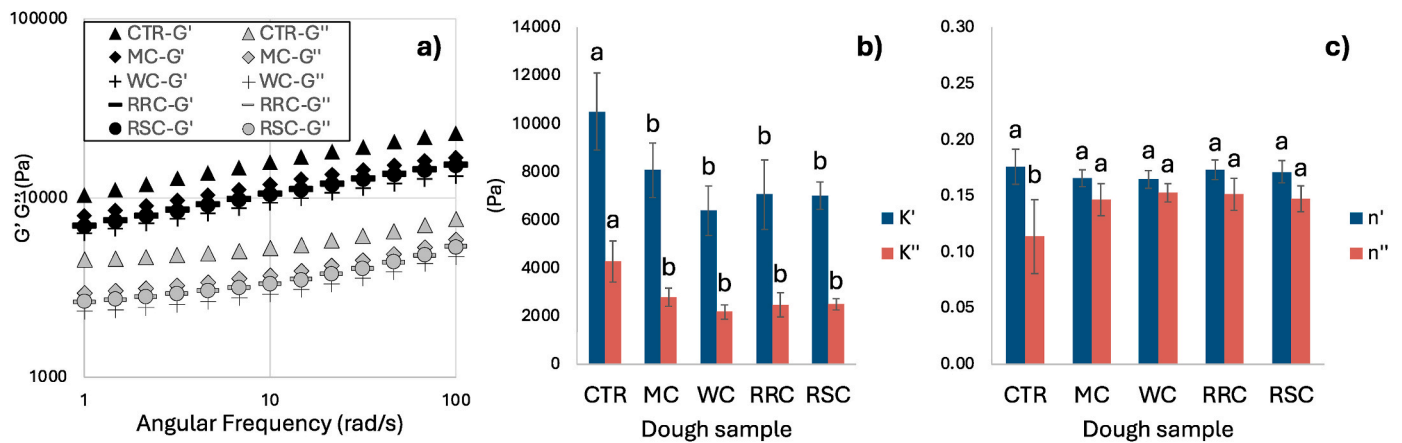 100000
10000
1000
G' G'' (Pa)
CTR-G' CTR-G''
MC-G' MC-G''
WC-G' WC-G''
RRC-G' RRC-G''
RSC-G' RSC-G''
a)
1 10 100
Angular Frequency (rad/s)
b)
14000
12000
10000
8000
6000
4000
2000
0
(Pa)
a
a
b
b
b
b
b
b
b
b
K'
K''
CTR MC WC RRC RSC
Dough sample
c)
0.30
0.25
0.20
0.15
0.10
0.05
0.00
a
b
a a
a a
a a
a a
n'
n''
CTR MC WC RRC RSC
Dough sample